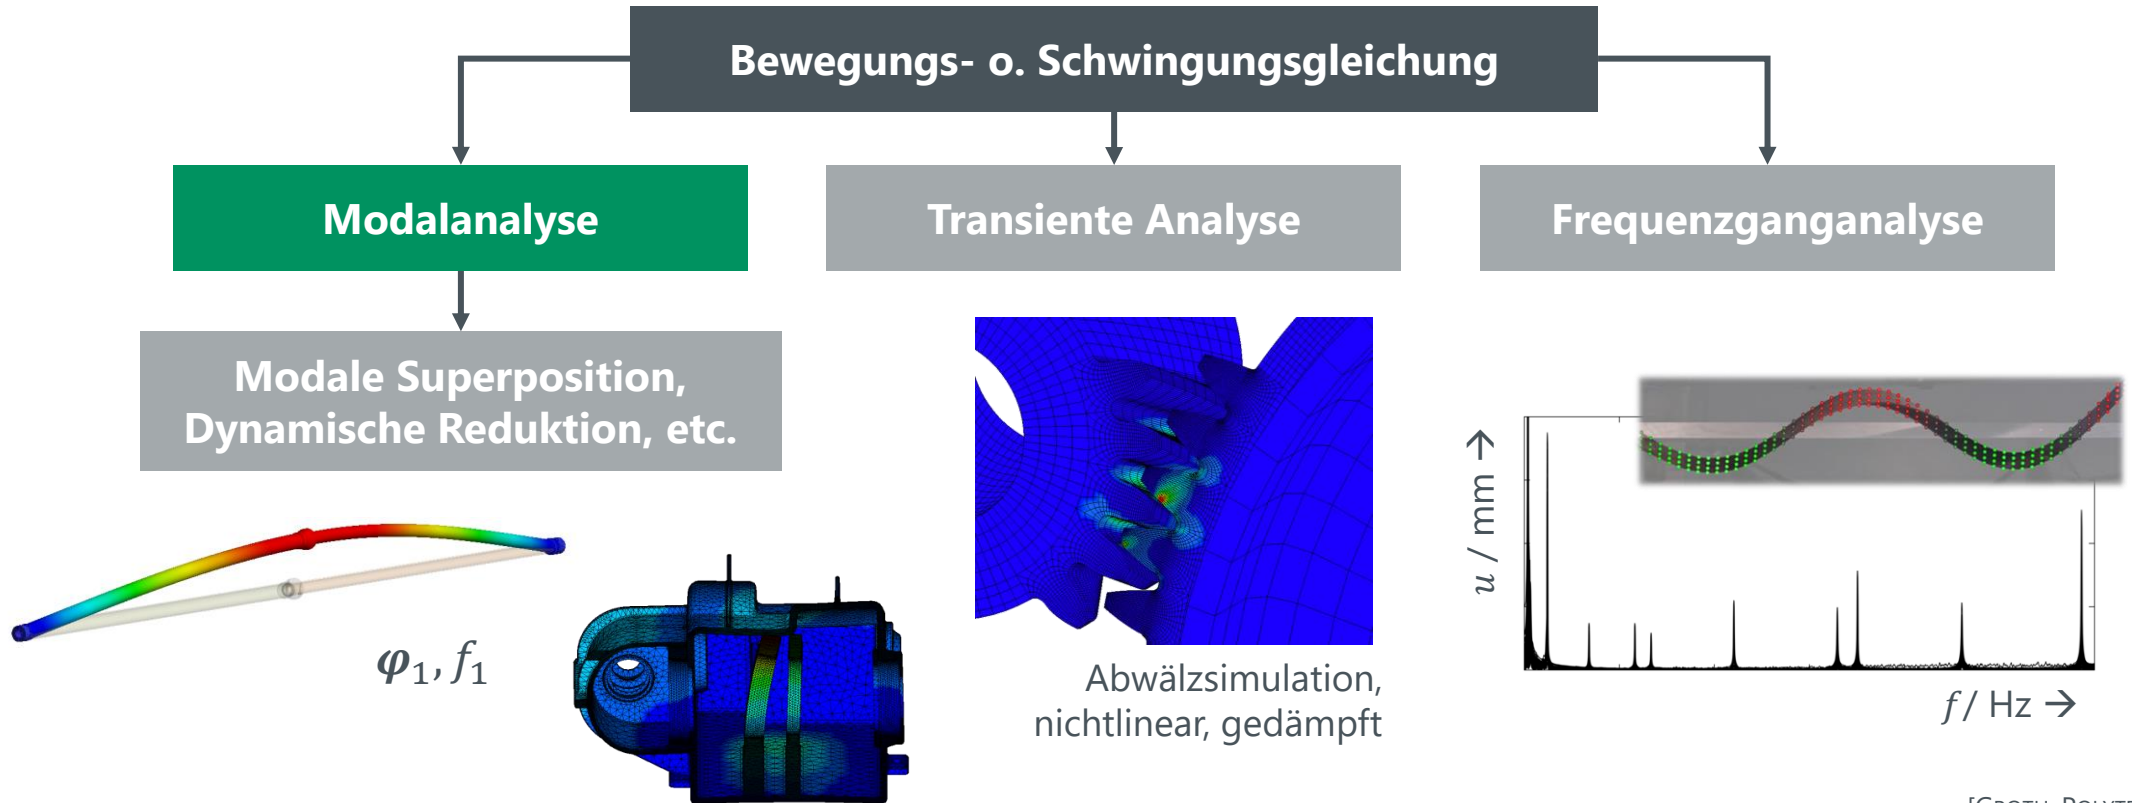 Bewegungs- o. Schwingungsgleichung
Modalanalyse
Transiente Analyse
Frequenzganganalyse
Modale Superposition,
Dynamische Reduktion, etc.
φ₁, f₁
Abwälzsimulation,
nichtlinear, gedämpft
u / mm →
f / Hz →